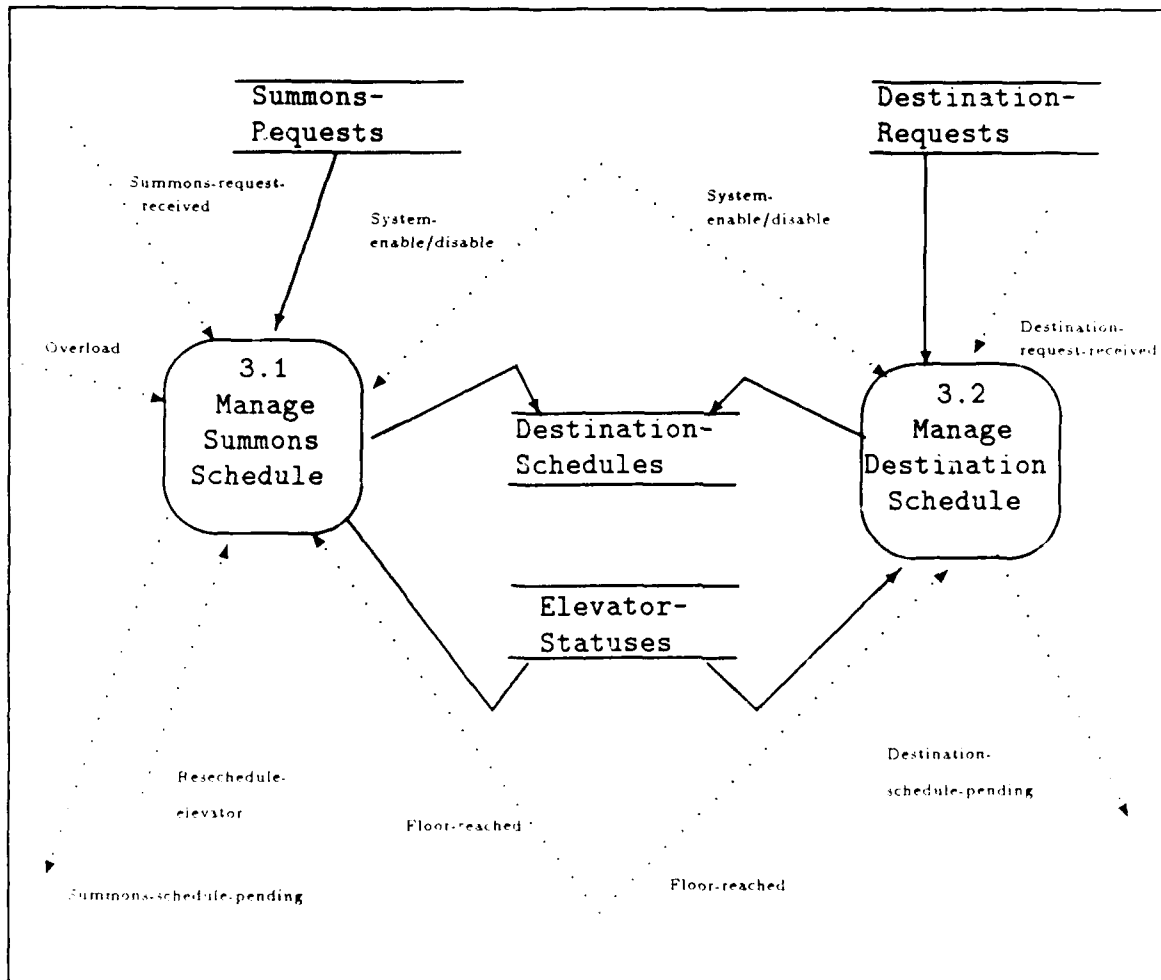 Summons-
Requests
Destination-
Requests
Summons-request-
received
System-
enable/disable
System-
enable/disable
Destination-
request-received
Overload
3.1
Manage
Summons
Schedule
Destination-
Schedules
3.2
Manage
Destination
Schedule
Elevator-
Statuses
Reschedule-
elevator
Floor-reached
Destination-
schedule-pending
Summons-schedule-pending
Floor-reached